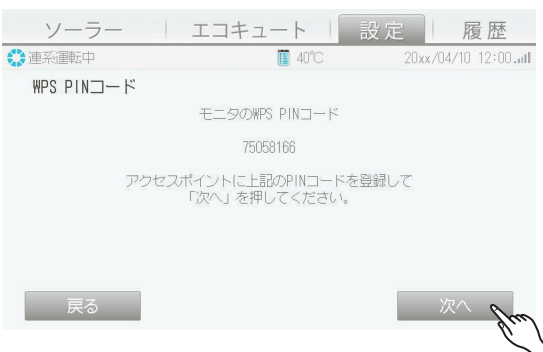 ソーラー エコキュート 設定 履歴
連系運転中 40℃ 20xx/04/10 12:00
WPS PINコード
モニタのWPS PINコード
75058166
アクセスポイントに上記のPINコードを登録して
「次へ」を押してください。
戻る 次へ